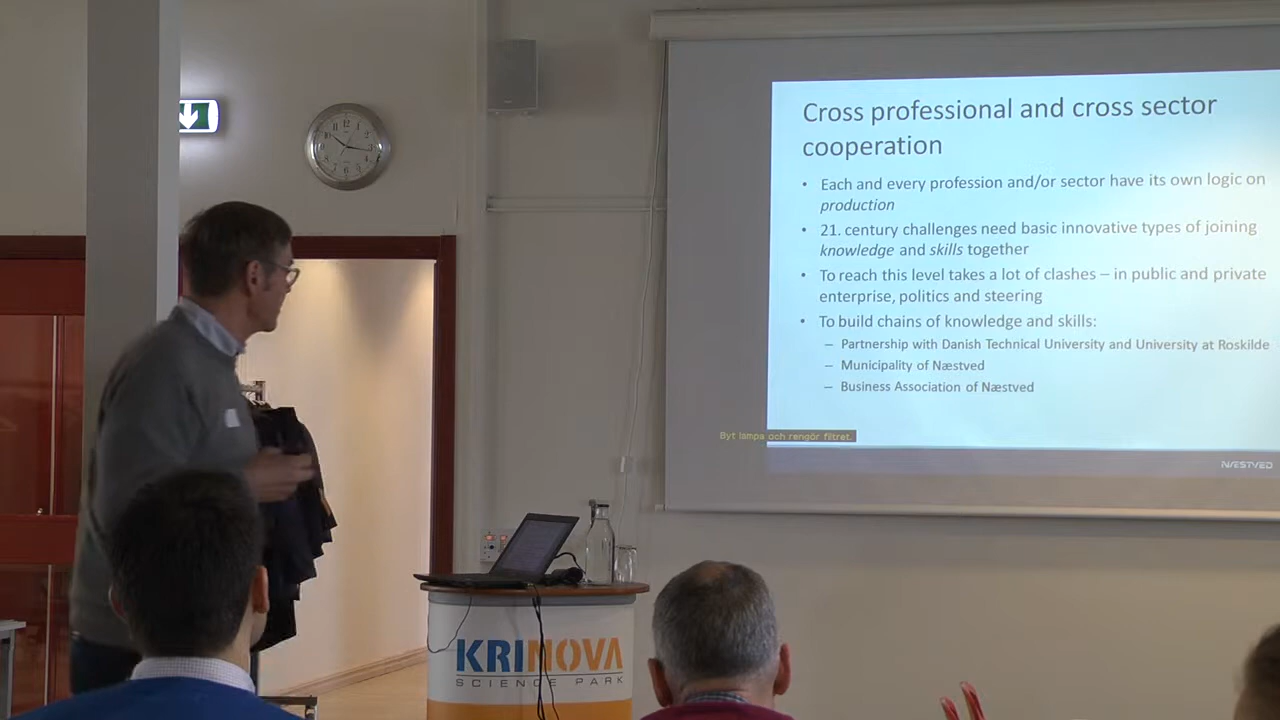 Cross professional and cross sector
cooperation
• Each and every profession and/or sector have its own logic on
production
• 21. century challenges need basic innovative types of joining
knowledge and skills together
• To reach this level takes a lot of clashes – in public and private
enterprise, politics and steering
• To build chains of knowledge and skills:
– Partnership with Danish Technical University and University at Roskilde
– Municipality of Næstved
– Business Association of Næstved
Byt lampa och rengör filtret.
NÆSTVED
KRINOVA
SCIENCE PARK